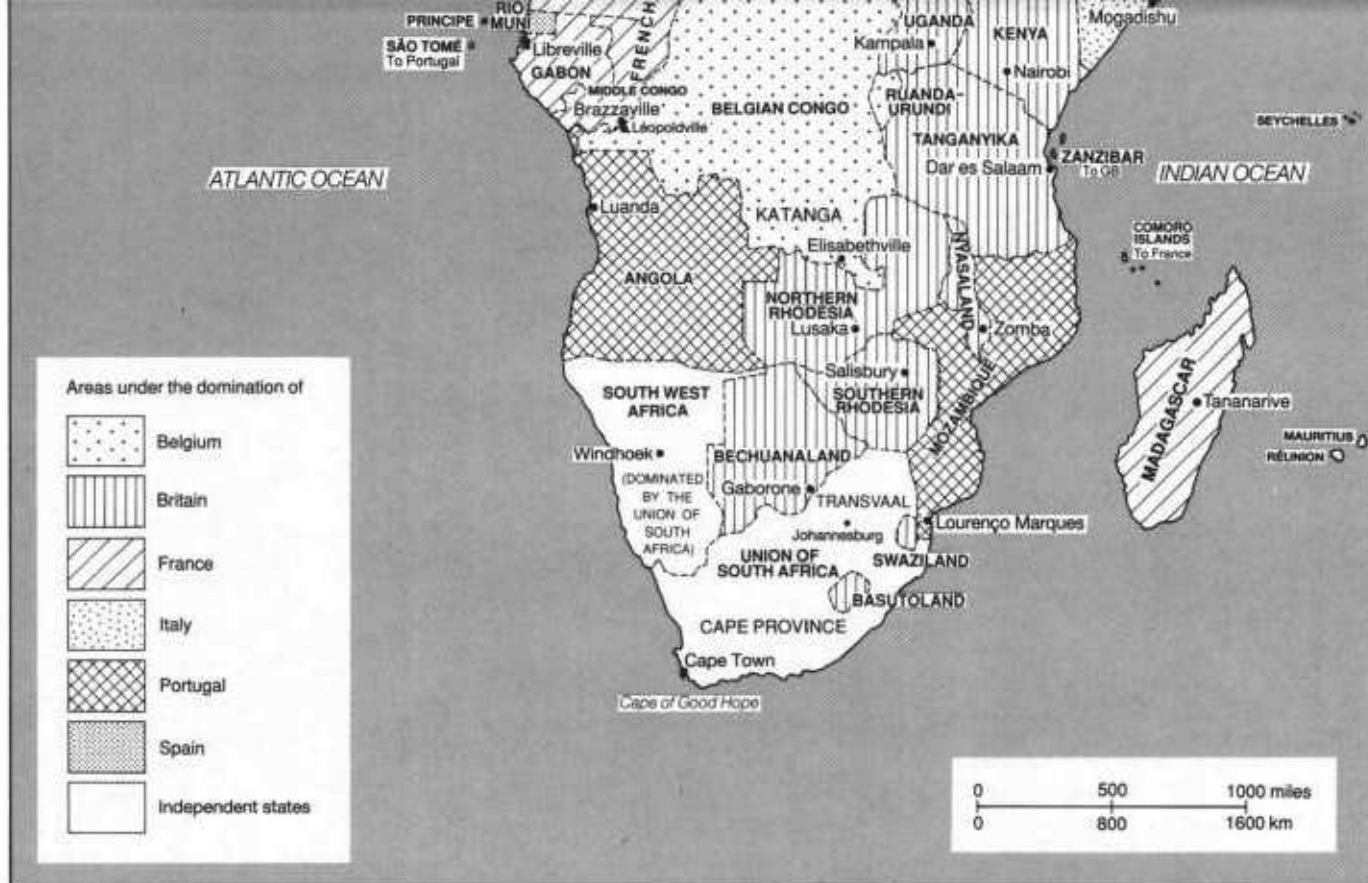 PRINCIPE
RIO
MUNI
SÃO TOMÉ
To Portugal
Libreville
GABON
FRENCH
MIDDLE CONGO
Brazzaville
Léopoldville
BELGIAN CONGO
UGANDA
Kampala
KENYA
Nairobi
Mogadishu
RUANDA-
URUNDI
TANGANYIKA
Dar es Salaam
ZANZIBAR
To GB
SEYCHELLES
ATLANTIC OCEAN
INDIAN OCEAN
Luanda
KATANGA
Elisabethville
COMORO
ISLANDS
To France
ANGOLA
NORTHERN
RHODESIA
Lusaka
NYASALAND
Zomba
Salisbury
SOUTHERN
RHODESIA
MOZAMBIQUE
MADAGASCAR
Tananarive
MAURITIUS
RÉUNION
SOUTH WEST
AFRICA
Windhoek
(DOMINATED
BY THE
UNION OF
SOUTH
AFRICA)
BECHUANALAND
Gaborone
TRANSVAAL
Johannesburg
Lourenço Marques
SWAZILAND
UNION OF
SOUTH AFRICA
BASUTOLAND
CAPE PROVINCE
Cape Town
Cape of Good Hope
Areas under the domination of
Belgium
Britain
France
Italy
Portugal
Spain
Independent states
0 500 1000 miles
0 800 1600 km